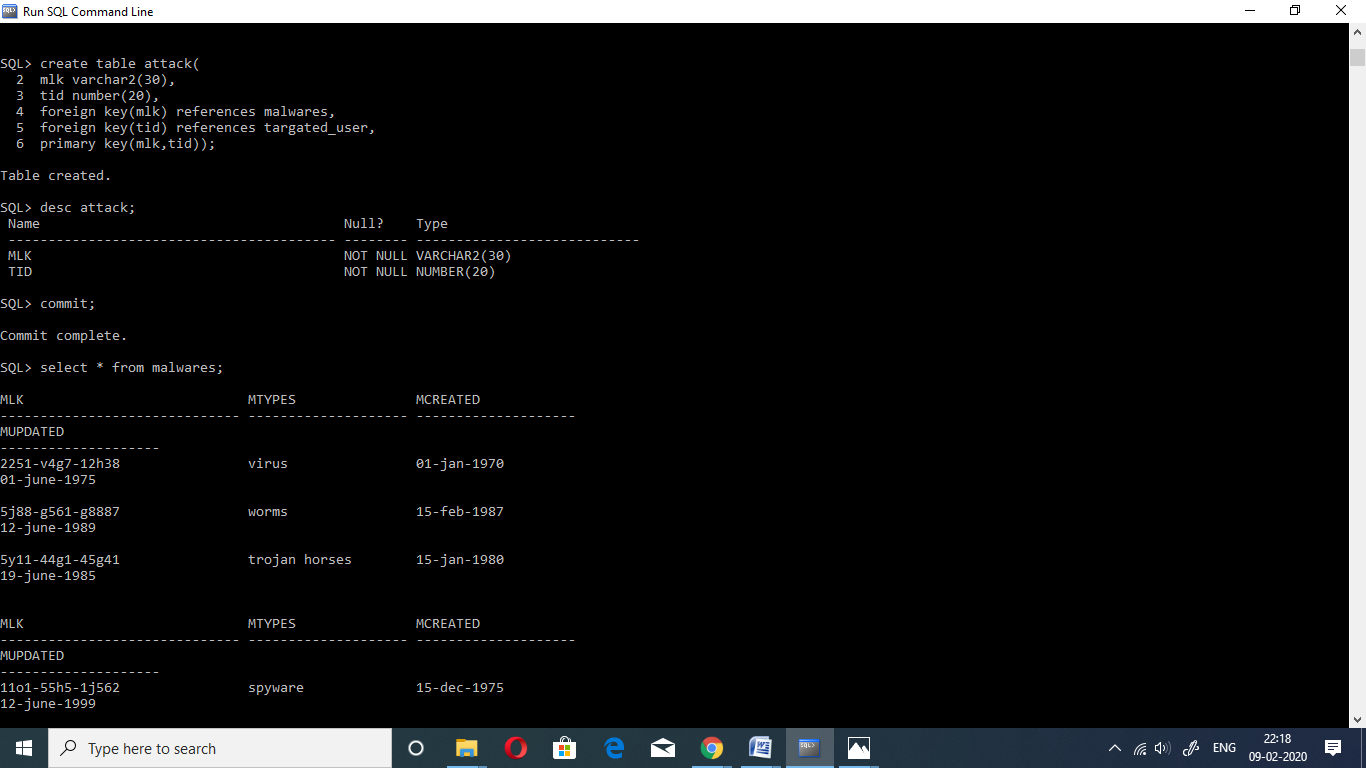 SQL> Run SQL Command Line
SQL> create table attack(
2 mlk varchar2(30),
3 tid number(20),
4 foreign key(mlk) references malwares,
5 foreign key(tid) references targated_user,
6 primary key(mlk,tid));
Table created.
SQL> desc attack;
Name Null? Type
----------------------------------------- -------- ----------------------------
MLK NOT NULL VARCHAR2(30)
TID NOT NULL NUMBER(20)
SQL> commit;
Commit complete.
SQL> select * from malwares;
MLK MTYPES MCREATED
------------------------------ -------------------- --------------------
MUPDATED
--------------------
2251-v4g7-12h38 virus 01-jan-1970
01-june-1975
5j88-g561-g8887 worms 15-feb-1987
12-june-1989
5y11-44g1-45g41 trojan horses 15-jan-1980
19-june-1985
MLK MTYPES MCREATED
------------------------------ -------------------- --------------------
MUPDATED
--------------------
11o1-55h5-1j562 spyware 15-dec-1975
12-june-1999
Type here to search
SQL>
ENG
22:18
09-02-2020